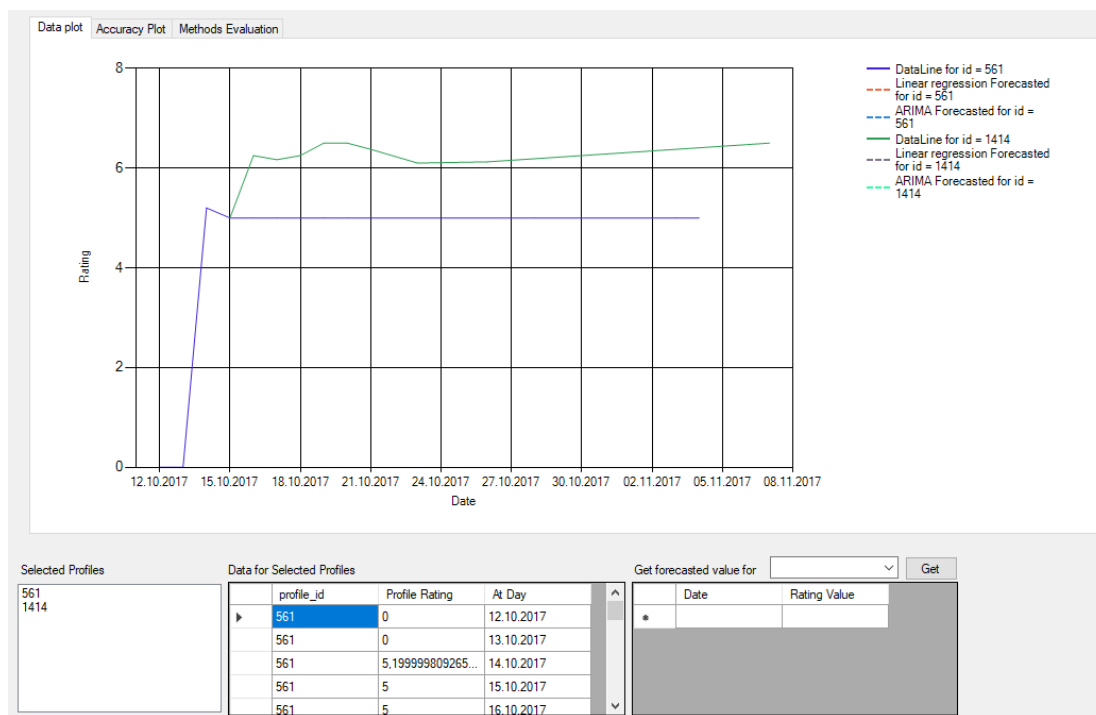 Data plot Accuracy Plot Methods Evaluation
8
6
4
2
0
Rating
12.10.2017 15.10.2017 18.10.2017 21.10.2017 24.10.2017 27.10.2017 30.10.2017 02.11.2017 05.11.2017 08.11.2017
Date
DataLine for id = 561
Linear regression Forecasted
for id = 561
ARIMA Forecasted for id =
561
DataLine for id = 1414
Linear regression Forecasted
for id = 1414
ARIMA Forecasted for id =
1414
Selected Profiles
561
1414
Data for Selected Profiles
profile_id Profile Rating At Day
561 0 12.10.2017
561 0 13.10.2017
561 5,199999809265... 14.10.2017
561 5 15.10.2017
561 5 16.10.2017
Get forecasted value for Get
Date Rating Value